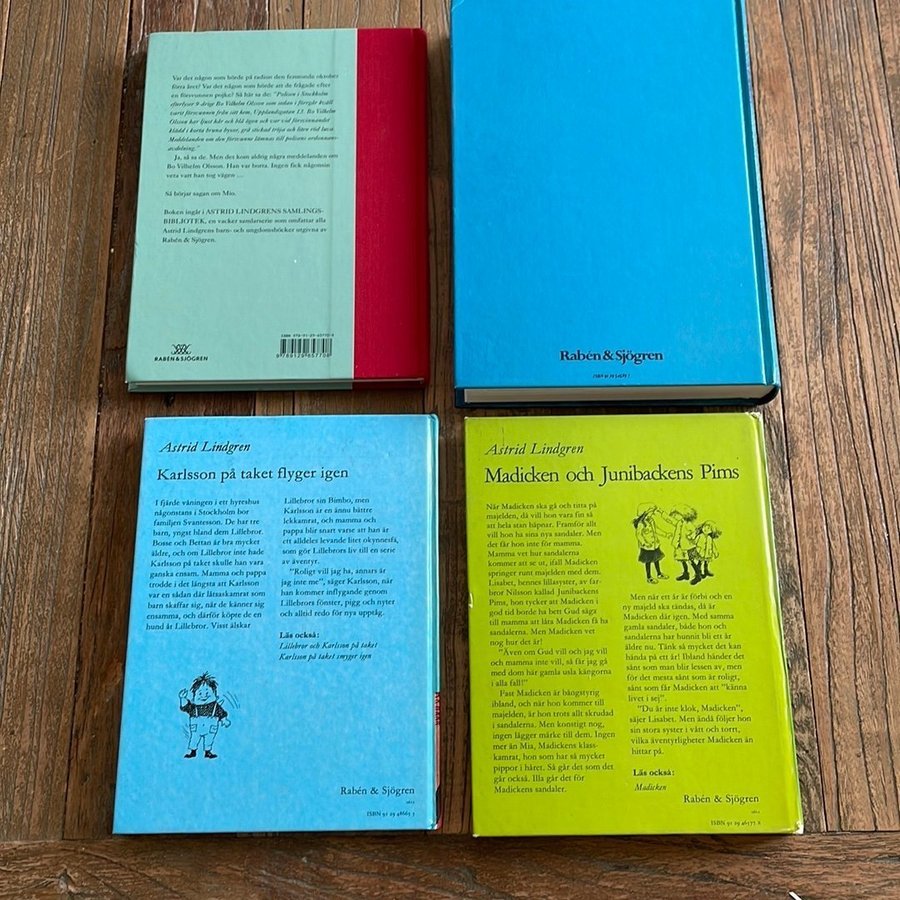 Var det någon som hörde på radion den femtonde oktober
förra året? Var det någon som hörde att de frågade efter
en försvunnen pojke? Så här sa de: "Polisen i Stockholm
efterlyser 9-årige Bo Vilhelm Olsson som sedan i förrgår kväll
varit försvunnen från sitt hem, Upplandsgatan 13. Bo Vilhelm
Olsson har ljust hår och blå ögon och var vid försvinnandet
klädd i korta bruna byxor, grå stickad tröja och liten röd luva.
Meddelanden om den försvunne lämnas till polisens ordonnans-
avdelning."
Ja, så sa de. Men det kom aldrig några meddelanden om
Bo Vilhelm Olsson. Han var borta. Ingen fick någonsin
veta vart han tog vägen ...
Så börjar sagan om Mio.
Boken ingår i ASTRID LINDGRENS SAMLINGS-
BIBLIOTEK, en vacker samlarserie som omfattar alla
Astrid Lindgrens barn- och ungdomsböcker utgivna av
Rabén & Sjögren.
RABÉN & SJÖGREN
ISBN 978-91-29-65770-8
9789129657708
Rabén & Sjögren
Astrid Lindgren
Karlsson på taket flyger igen
I fjärde våningen i ett hyreshus
någonstans i Stockholm bor
familjen Svantesson. De har tre
barn, yngst bland dem Lillebror.
Bosse och Bettan är bra mycket
äldre, och om Lillebror inte hade
Karlsson på taket skulle han vara
ganska ensam. Mamma och pappa
trodde i det längsta att Karlsson
var en sådan där låtsaskamrat som
barn skaffar sig, när de känner sig
ensamma, och därför köpte de en
hund åt Lillebror. Visst älskar
Lillebror sin Bimbo, men
Karlsson är en ännu bättre
lekkamrat, och mamma och
pappa blir snart varse att han är
ett alldeles levande litet okynnesfä,
som gör Lillebrors liv till en serie
av äventyr.
"Roligt vill jag ha, annars är
jag inte me", säger Karlsson, när
han kommer inflygande genom
Lillebrors fönster, pigg och nyter
och alltid redo för nya upptåg.
Läs också:
Lillebror och Karlsson på taket
Karlsson på taket smyger igen
Rabén & Sjögren
ISBN 91 29 48665 7
Astrid Lindgren
Madicken och Junibackens Pims
När Madicken ska gå och titta på
majelden, då vill hon vara fin så
att hela stan häpnar. Framför allt
vill hon ha sina nya sandaler. Men
det får hon inte för mamma.
Mamma vet hur sandalerna
kommer att se ut, ifall Madicken
springer runt majelden med dem.
Lisabet, hennes lillasyster, av far-
bror Nilsson kallad Junibackens
Pims, hon tycker att Madicken i
god tid borde ha bett Gud säga
till mamma att låta Madicken få ha
sandalerna. Men Madicken vet
nog hur det är!
"Även om Gud vill och jag vill
och mamma inte vill, så får jag gå
med dom här gamla usla kängorna
i alla fall!"
Fast Madicken är bångstyrig
ibland, och när hon kommer till
majelden, är hon trots allt skrudad
i sandalerna. Men konstigt nog,
ingen lägger märke till dem. Ingen
mer än Mia, Madickens klass-
kamrat, hon som har så mycket
pippor i håret. Så går det som det
går också. Illa går det för
Madickens sandaler.
Men när ett år är förbi och en
ny majeld ska tändas, då är
Madicken där igen. Med samma
gamla sandaler, både hon och
sandalerna har hunnit bli ett år
äldre nu. Tänk så mycket det kan
hända på ett år! Ibland händer det
sånt som man blir lessen av, men
för det mesta sånt som är roligt,
sånt som får Madicken att "känna
livet i sej".
"Du är inte klok, Madicken",
säjer Lisabet. Men ändå följer hon
sin stora syster i vått och torrt,
vilka äventyrligheter Madicken än
hittar på.
Läs också:
Madicken
Rabén & Sjögren
ISBN 91 29 46577 8